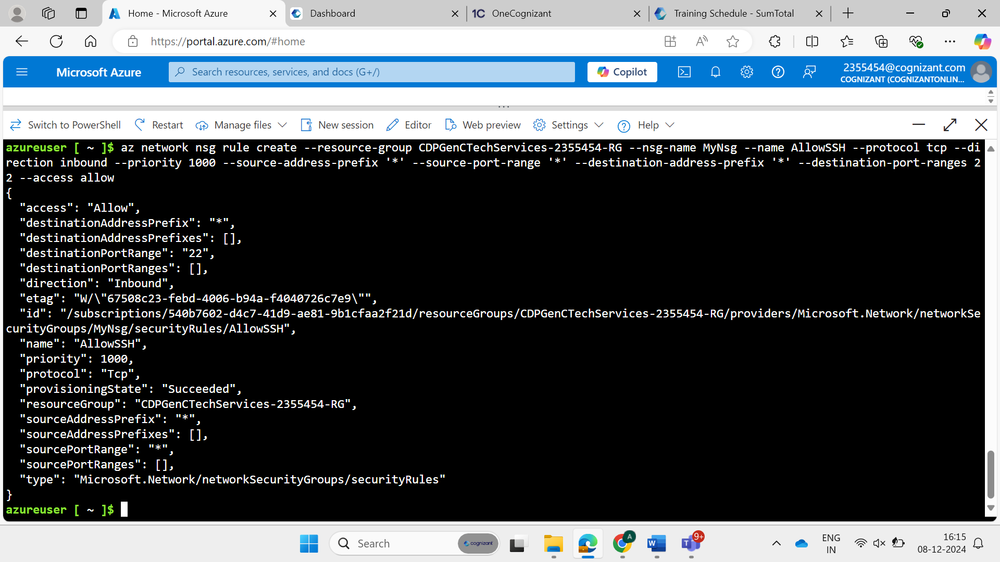 Home - Microsoft Azure
Dashboard
1C OneCognizant
Training Schedule - SumTotal
https://portal.azure.com/#home
Microsoft Azure
Search resources, services, and docs (G+/)
Copilot
2355454@cognizant.com
COGNIZANT (COGNIZANTONLIN...
Switch to PowerShell
Restart
Manage files
New session
Editor
Web preview
Settings
Help
azureuser [ ~ ]$ az network nsg rule create --resource-group CDPGenCTechServices-2355454-RG --nsg-name MyNsg --name AllowSSH --protocol tcp --di
rection inbound --priority 1000 --source-address-prefix '*' --source-port-range '*' --destination-address-prefix '*' --destination-port-ranges 2
2 --access allow
{
  "access": "Allow",
  "destinationAddressPrefix": "*",
  "destinationAddressPrefixes": [],
  "destinationPortRange": "22",
  "destinationPortRanges": [],
  "direction": "Inbound",
  "etag": "W/\"67508c23-febd-4006-b94a-f4040726c7e9\"",
  "id": "/subscriptions/540b7602-d4c7-41d9-ae81-9b1cfaa2f21d/resourceGroups/CDPGenCTechServices-2355454-RG/providers/Microsoft.Network/networkSe
curityGroups/MyNsg/securityRules/AllowSSH",
  "name": "AllowSSH",
  "priority": 1000,
  "protocol": "Tcp",
  "provisioningState": "Succeeded",
  "resourceGroup": "CDPGenCTechServices-2355454-RG",
  "sourceAddressPrefix": "*",
  "sourceAddressPrefixes": [],
  "sourcePortRange": "*",
  "sourcePortRanges": [],
  "type": "Microsoft.Network/networkSecurityGroups/securityRules"
}
azureuser [ ~ ]$
Search
cognizant
A
W
T
9+
ENG
IN
16:15
08-12-2024